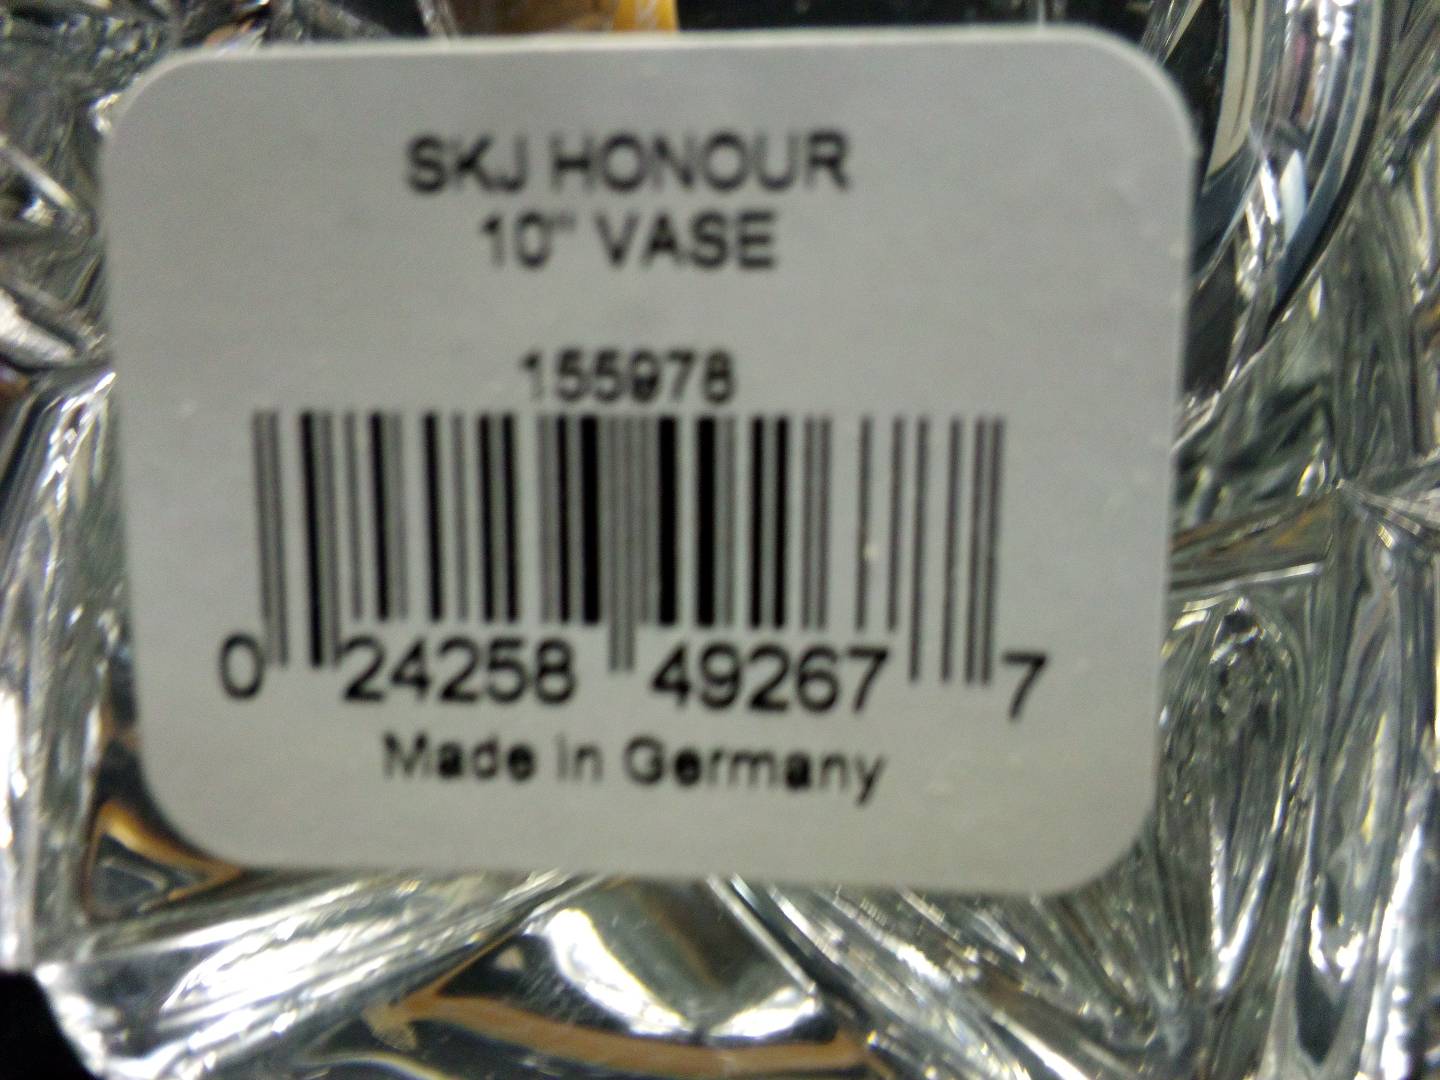 SKJ HONOUR
10" VASE
155978
0 24258 49267 7
Made in Germany